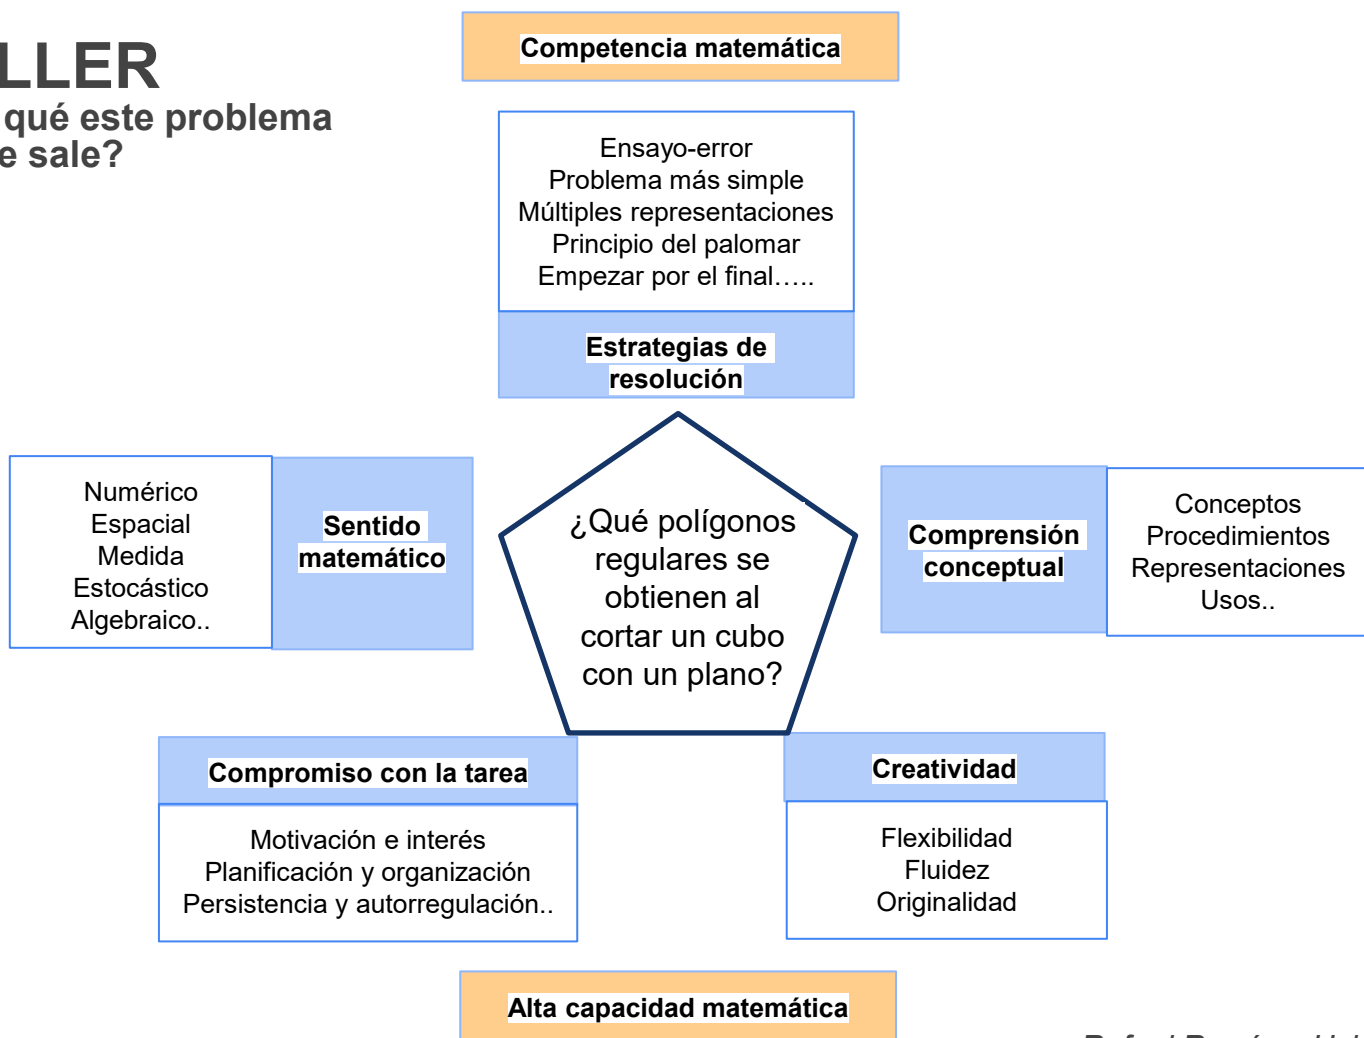 LLER
qué este problema
e sale?
Competencia matemática
Ensayo-error
Problema más simple
Múltiples representaciones
Principio del palomar
Empezar por el final…..
Estrategias de
resolución
Numérico
Espacial
Medida
Estocástico
Algebraico..
Sentido
matemático
¿Qué polígonos
regulares se
obtienen al
cortar un cubo
con un plano?
Comprensión
conceptual
Conceptos
Procedimientos
Representaciones
Usos..
Compromiso con la tarea
Motivación e interés
Planificación y organización
Persistencia y autorregulación..
Creatividad
Flexibilidad
Fluidez
Originalidad
Alta capacidad matemática